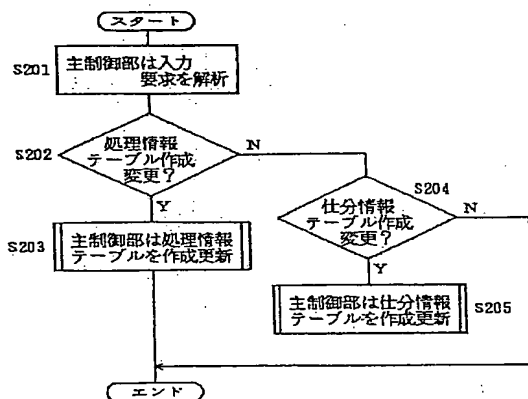 スタート
S201
主制御部は入力
要求を解析
S202
処理情報
テーブル作成
変更?
N
Y
S203
主制御部は処理情報
テーブルを作成更新
S204
仕分情報
テーブル作成
変更?
N
Y
主制御部は仕分情報
テーブルを作成更新
S205
エンド